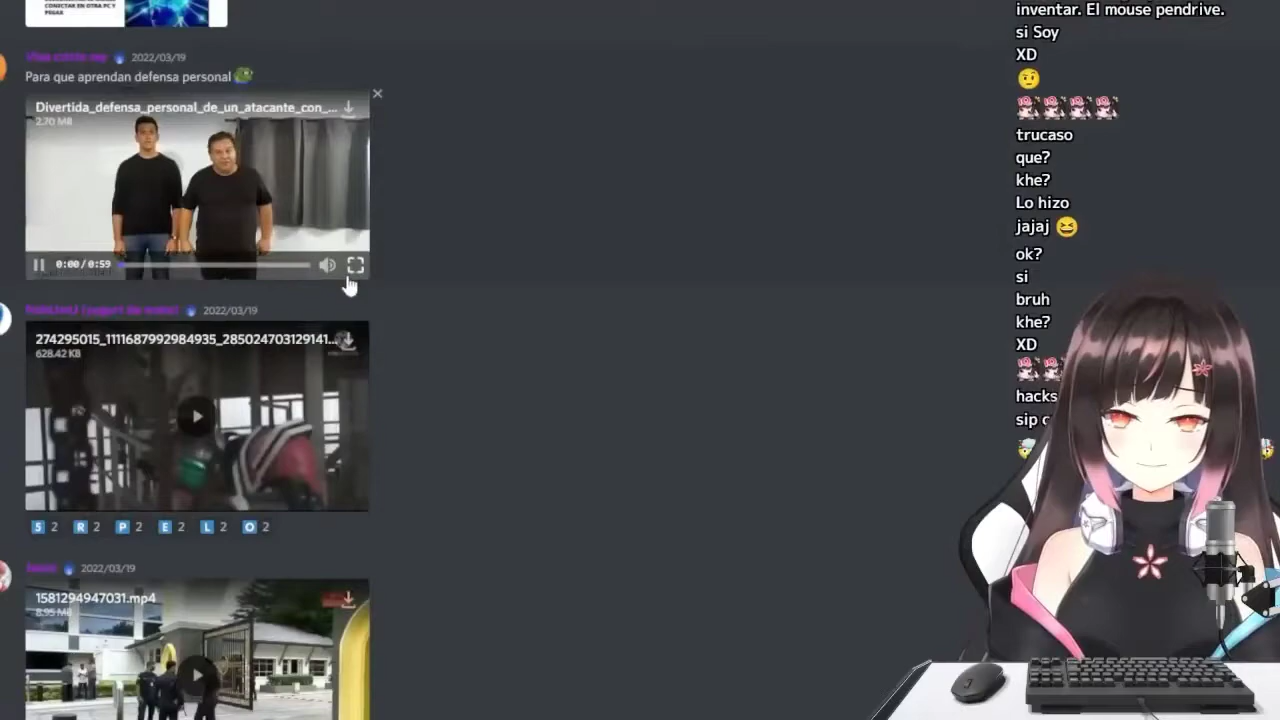 CONECTAR EN OTRA PC Y
PEGAR
2022/03/19
Para que aprendan defensa personal
Divertida_defensa_personal_de_un_atacante_con_...
2.70 MB
0:00 / 0:59
2022/03/19
274295015_1111687992984935_285024703129141...
628.42 KB
S 2 R 2 P 2 E 2 L 2 O 2
2022/03/19
1581294947031.mp4
8.95 MB
inventar. El mouse pendrive.
si Soy
XD
trucaso
que?
khe?
Lo hizo
jajaj
ok?
si
bruh
khe?
XD
hacks
sip c